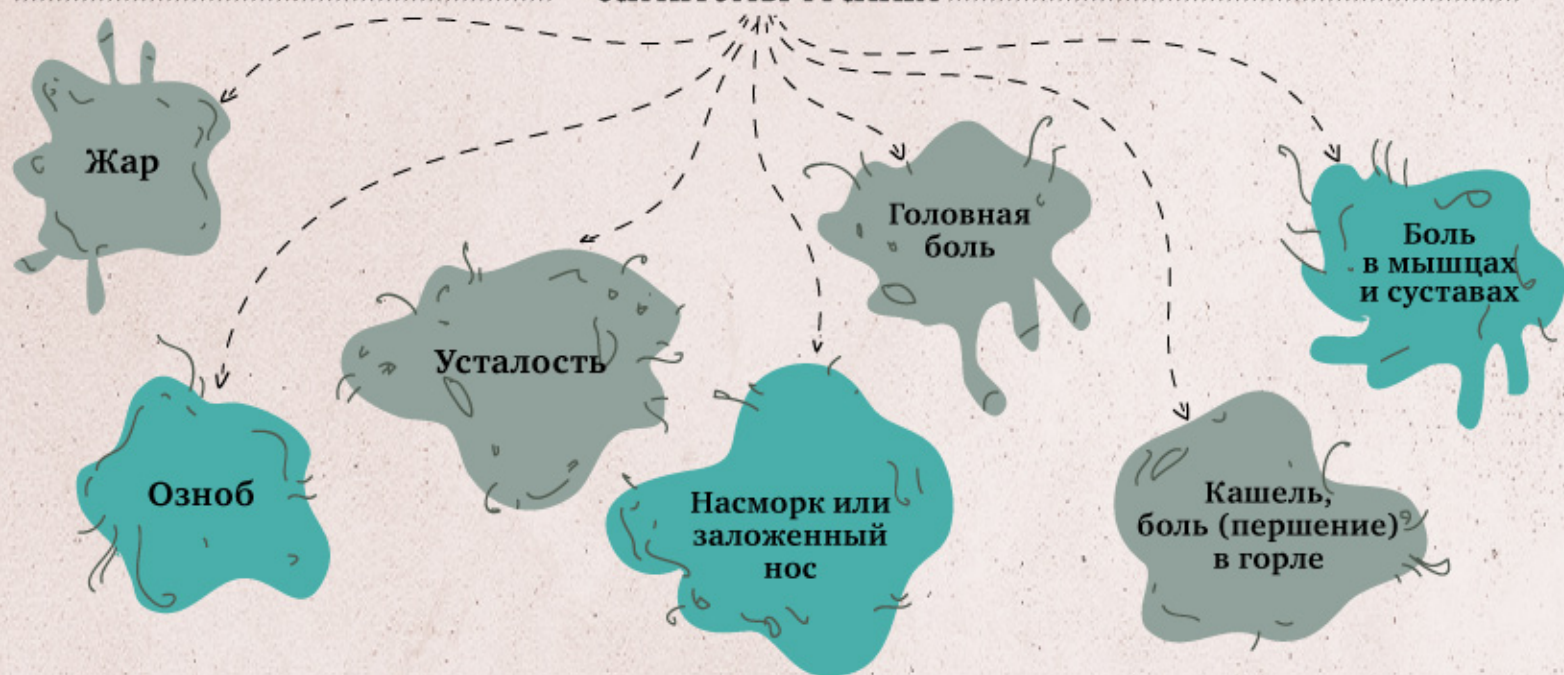 Жар
Озноб
Усталость
Насморк или
заложенный
нос
Головная
боль
Кашель,
боль (першение)
в горле
Боль
в мышцах
и суставах